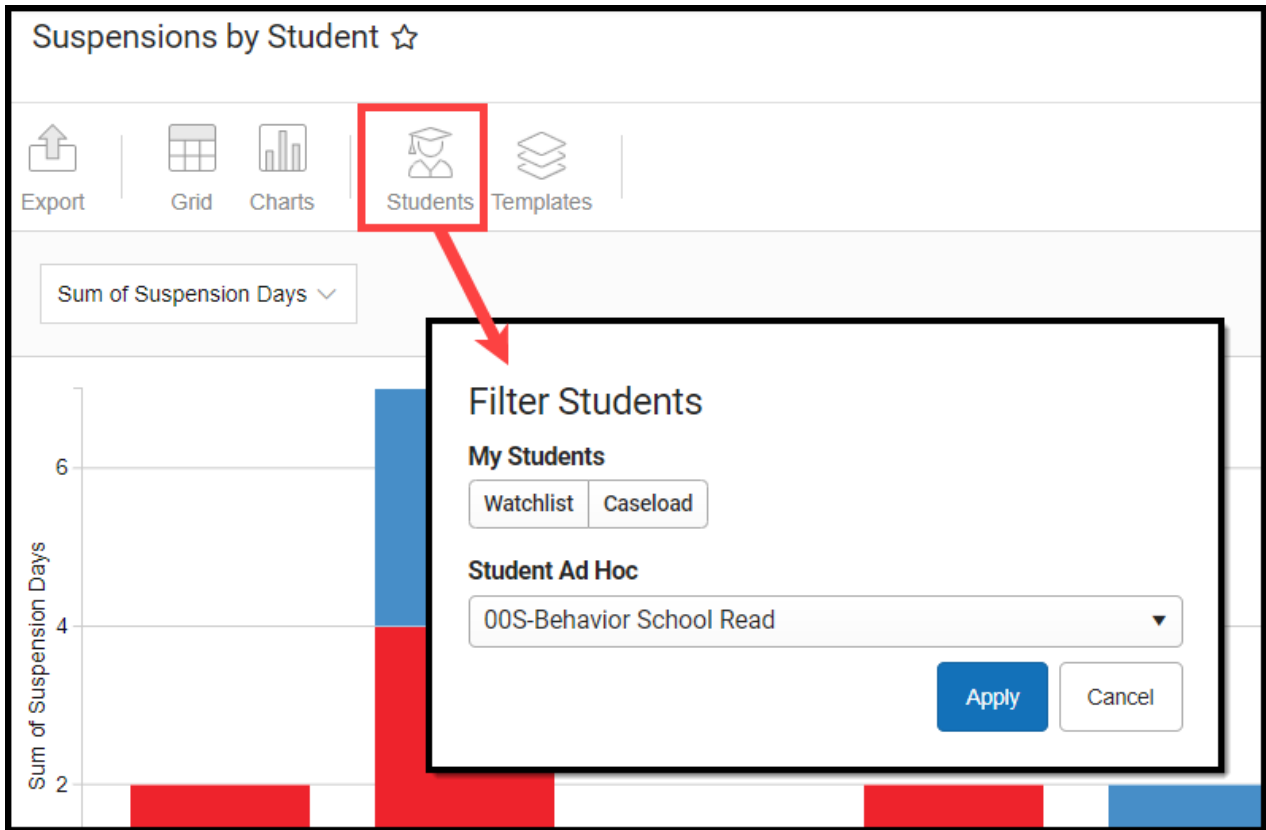 Suspensions by Student
Export Grid Charts Students Templates
Sum of Suspension Days
Filter Students
My Students
Watchlist Caseload
Student Ad Hoc
00S-Behavior School Read
Apply Cancel
Sum of Suspension Days
6
4
2